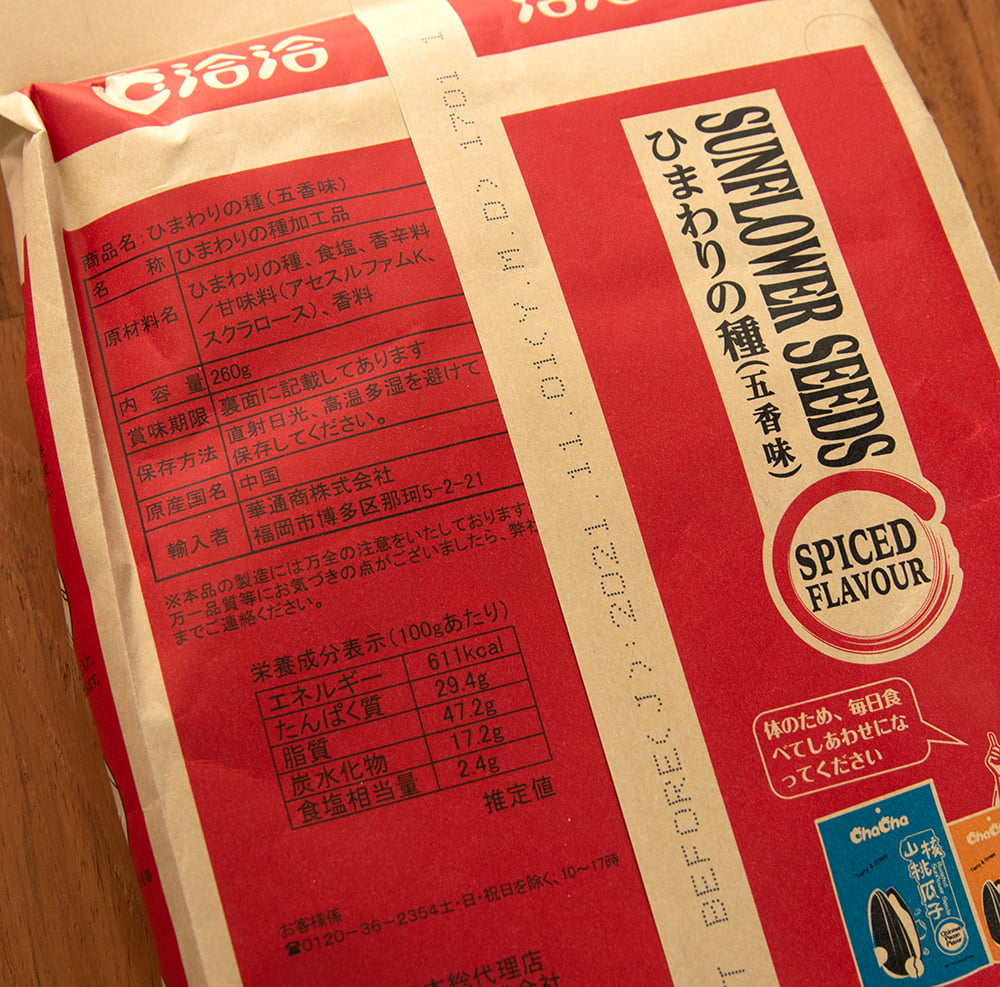 洽洽
洽洽
商品名:ひまわりの種(五香味)
名称 ひまわりの種加工品
原材料名 ひまわりの種、食塩、香辛料
/甘味料(アセスルファムK、
スクラロース)、香料
内容量 260g
賞味期限 裏面に記載してあります
保存方法 直射日光、高温多湿を避けて
保存してください。
原産国名 中国
輸入者 華通商株式会社
福岡市博多区那珂5-2-21
※本品の製造には万全の注意をいたしております
万一品質等にお気づきの点がございましたら、弊社
までご連絡ください。
栄養成分表示(100gあたり)
エネルギー 611kcal
たんぱく質 29.4g
脂質 47.2g
炭水化物 17.2g
食塩相当量 2.4g
推定値
お客様係
☎0120-36-2354土・日・祝日を除く、10~17時
総代理店
BEFORE(J): 2021.11.01(Y.M.D) 1701 1
SUNFLOWER SEEDS
ひまわりの種(五香味)
SPICED
FLAVOUR
体のため、毎日食
べてしあわせにな
ってください
ChaCha
山核
桃瓜子
ChaCha